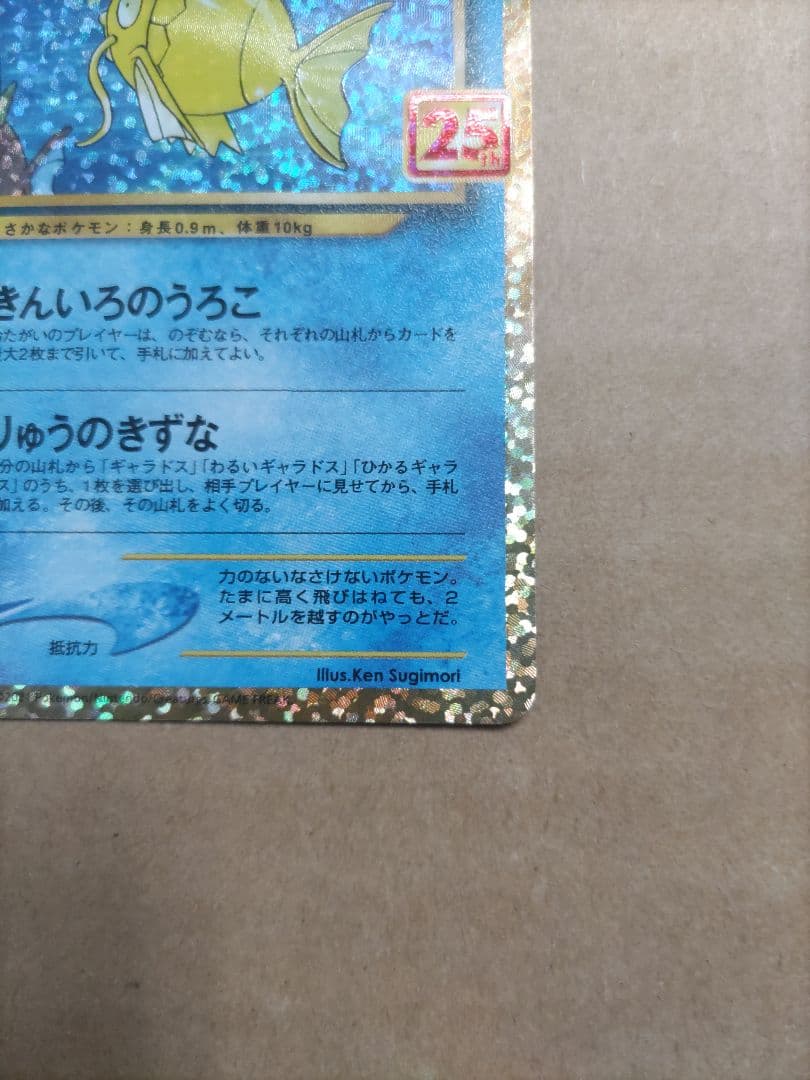 25th
さかなポケモン：身長0.9m、体重10kg
きんいろのうろこ
たがいのプレイヤーは、のぞむなら、それぞれの山札からカードを
大2枚まで引いて、手札に加えてよい。
りゅうのきずな
分の山札から「ギャラドス」「わるいギャラドス」「ひかるギャラ
ス」のうち、1枚を選び出し、相手プレイヤーに見せてから、手札
加える。その後、その山札をよく切る。
力のないなさけないポケモン。
たまに高く飛びはねても、2
メートルを越すのがやっとだ。
抵抗力
Illus.Ken Sugimori
GAME FREAK